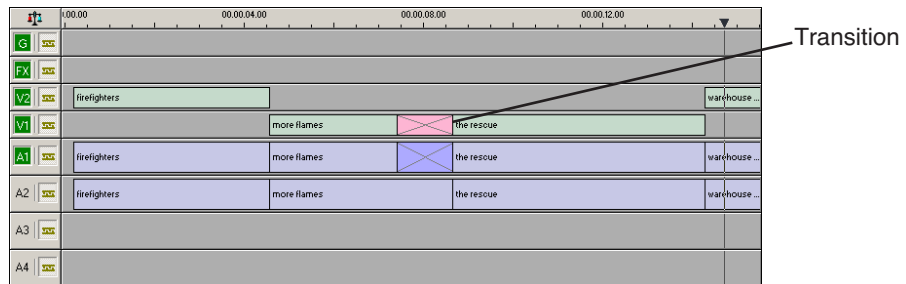 0.00.00 00.00.04.00 00.00.08.00 00.00.12.00
Transition
G
FX
V2 firefighters warehouse ...
V1 more flames the rescue
A1 firefighters more flames the rescue warehouse ...
A2 firefighters more flames the rescue warehouse ...
A3
A4